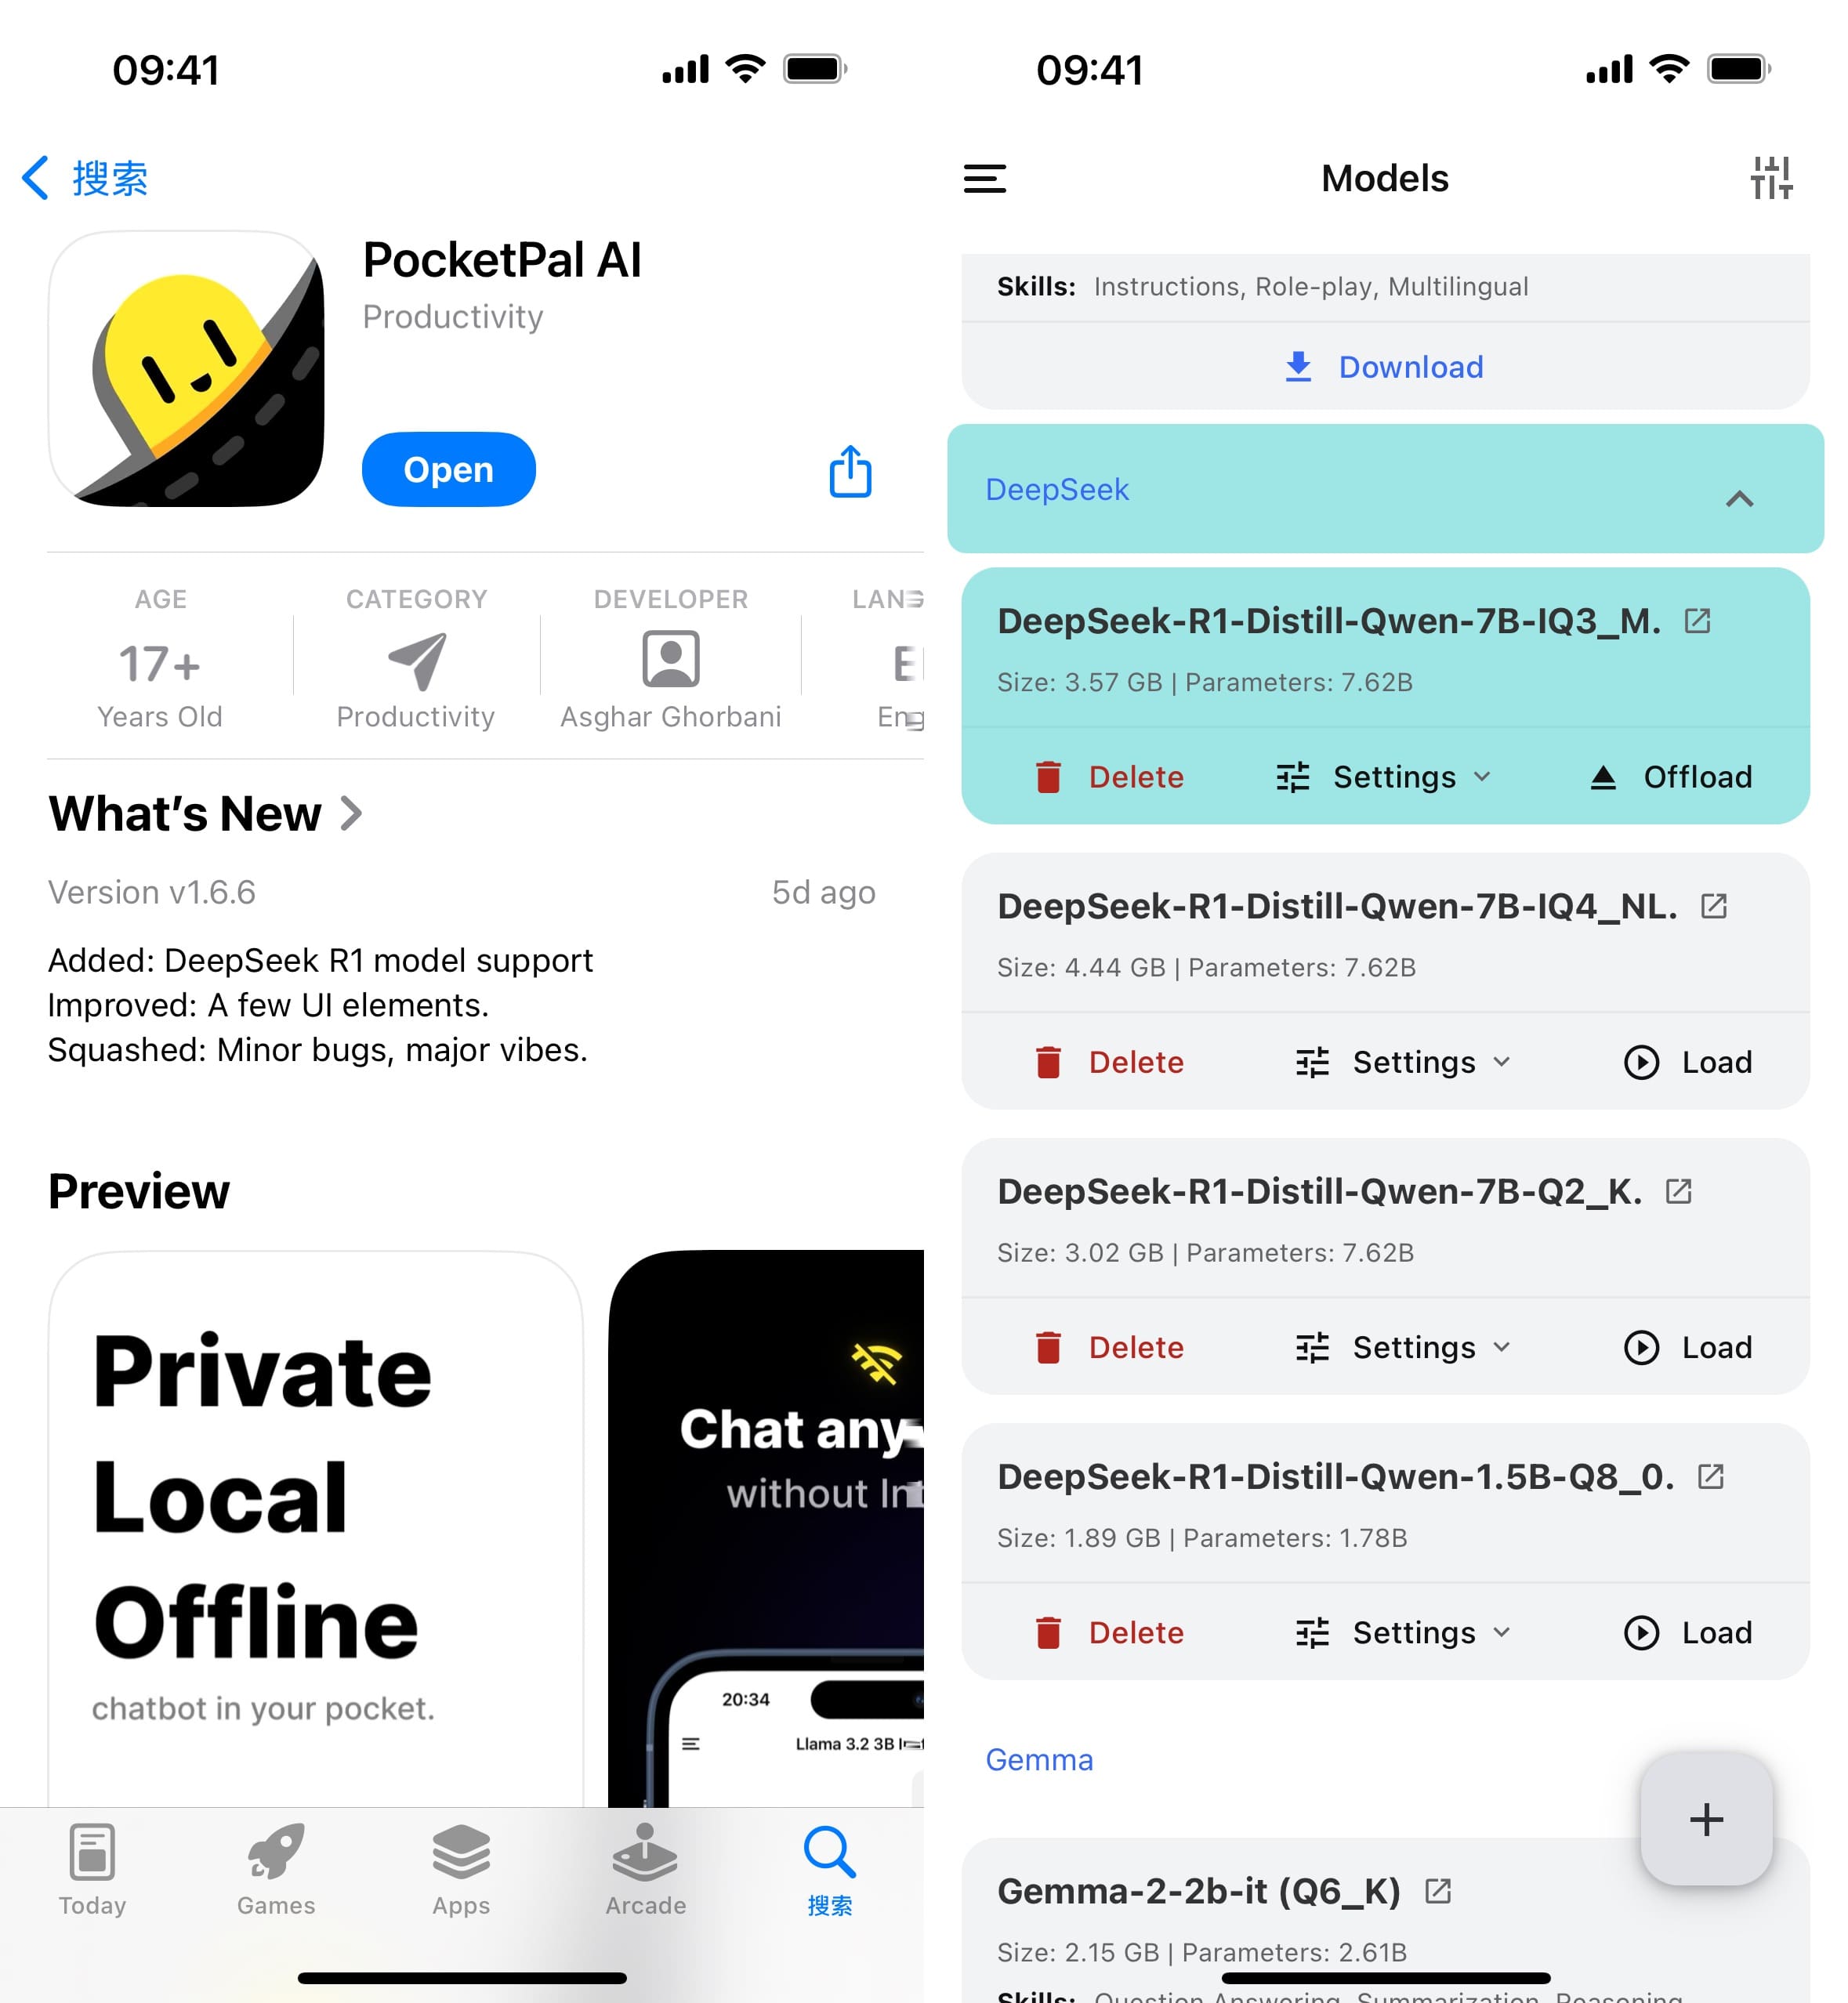 09:41
搜索
PocketPal AI
Productivity
Open
AGE
CATEGORY
DEVELOPER
17+
Years Old
Productivity
Asghar Ghorbani
What's New
Version v1.6.6
5d ago
Added: DeepSeek R1 model support
Improved: A few UI elements.
Squashed: Minor bugs, major vibes.
Preview
Private
Local
Offline
chatbot in your pocket.
Chat any
without
20:34
Llama 3.2 3B
Today
Games
Apps
Arcade
搜索
09:41
Models
Skills: Instructions, Role-play, Multilingual
Download
DeepSeek
DeepSeek-R1-Distill-Qwen-7B-IQ3_M.
Size: 3.57 GB | Parameters: 7.62B
Delete
Settings
Offload
DeepSeek-R1-Distill-Qwen-7B-IQ4_NL.
Size: 4.44 GB | Parameters: 7.62B
Delete
Settings
Load
DeepSeek-R1-Distill-Qwen-7B-Q2_K.
Size: 3.02 GB | Parameters: 7.62B
Delete
Settings
Load
DeepSeek-R1-Distill-Qwen-1.5B-Q8_0.
Size: 1.89 GB | Parameters: 1.78B
Delete
Settings
Load
Gemma
Gemma-2-2b-it (Q6_K)
Size: 2.15 GB | Parameters: 2.61B
Skills: Question Answering, Summarization, Reasoning